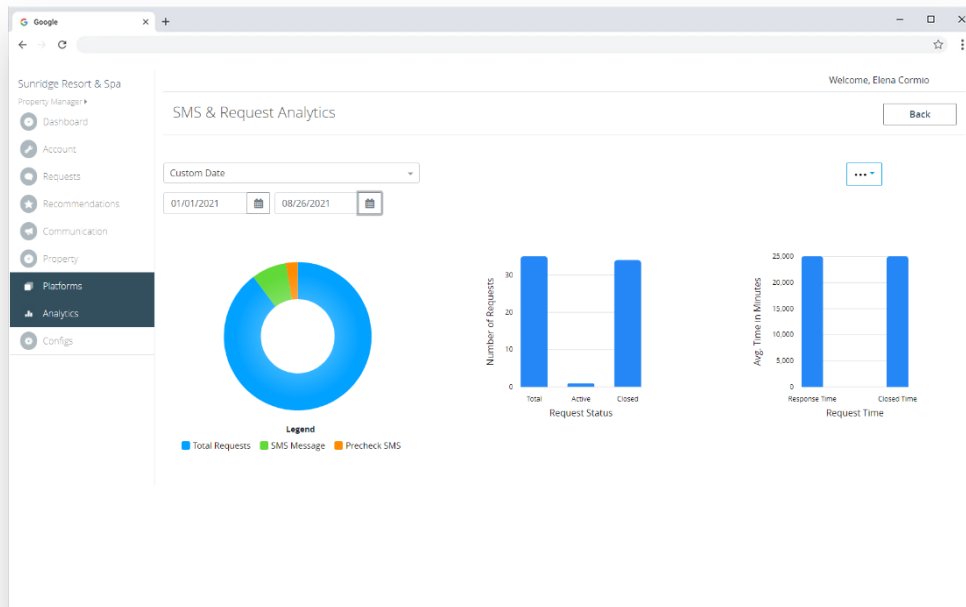 Google
Sunridge Resort & Spa
Property Manager
Dashboard
Account
Requests
Recommendations
Communication
Property
Platforms
Analytics
Configs
Welcome, Elena Cormio
SMS & Request Analytics
Back
Custom Date
01/01/2021
08/26/2021
Legend
Total Requests
SMS Message
Precheck SMS
Number of Requests
30
20
10
0
Total Active Closed
Request Status
Avg. Time in Minutes
25,000
20,000
15,000
10,000
5,000
0
Response Time Closed Time
Request Time